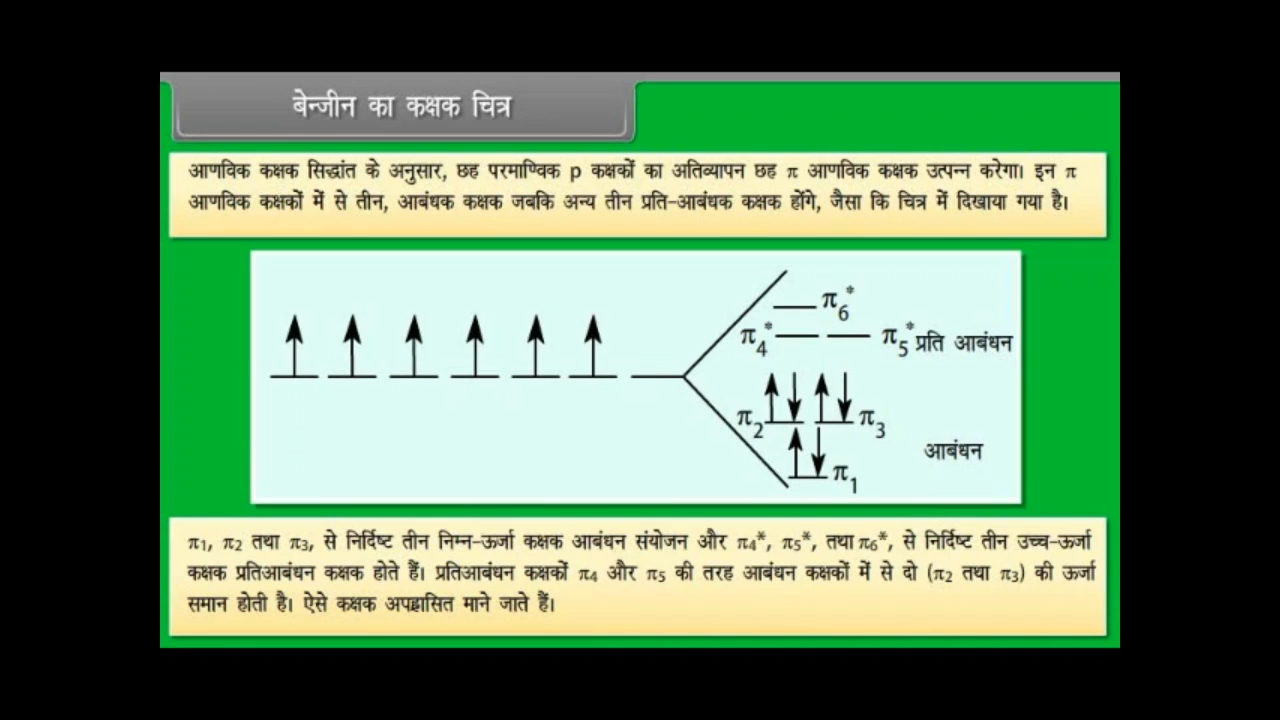 बेन्जीन का कक्षक चित्र
आणविक कक्षक सिद्धांत के अनुसार, छह परमाण्विक p कक्षकों का अतिव्यापन छह π आणविक कक्षक उत्पन्न करेगा। इन π
आणविक कक्षकों में से तीन, आबंधक कक्षक जबकि अन्य तीन प्रति-आबंधक कक्षक होंगे, जैसा कि चित्र में दिखाया गया है।
π6*
π4* π5* प्रति आबंधन
π2 π3
आबंधन
π1
π1, π2 तथा π3, से निर्दिष्ट तीन निम्न-ऊर्जा कक्षक आबंधन संयोजन और π4*, π5*, तथा π6*, से निर्दिष्ट तीन उच्च-ऊर्जा
कक्षक प्रतिआबंधन कक्षक होते हैं। प्रतिआबंधन कक्षकों π4 और π5 की तरह आबंधन कक्षकों में से दो (π2 तथा π3) की ऊर्जा
समान होती है। ऐसे कक्षक अपह्रासित माने जाते हैं।